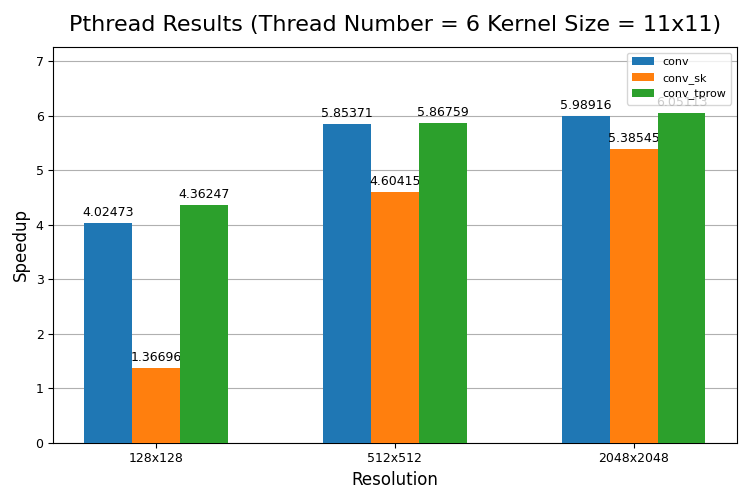 Pthread Results (Thread Number = 6 Kernel Size = 11x11)
conv
conv_sk
conv_tprow
7
6
5
4
3
2
1
0
Speedup
4.02473
1.36696
4.36247
5.85371
4.60415
5.86759
5.98916
5.38545
6.05113
128x128
512x512
2048x2048
Resolution